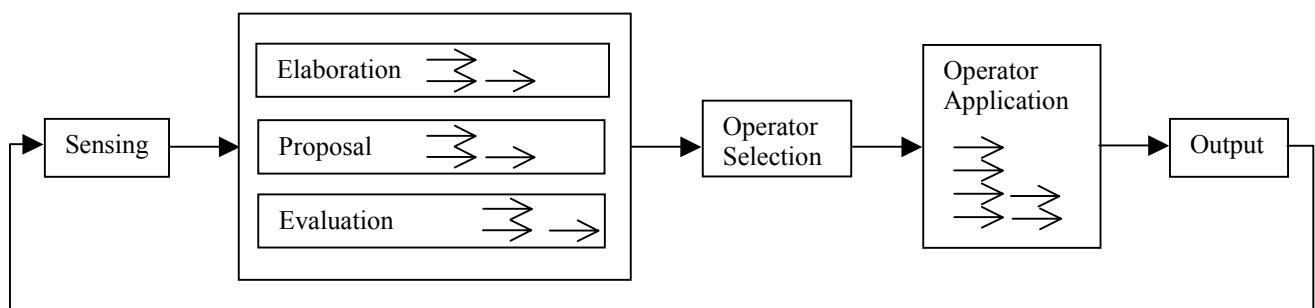 Sensing
Elaboration
Proposal
Evaluation
Operator
Selection
Operator
Application
Output